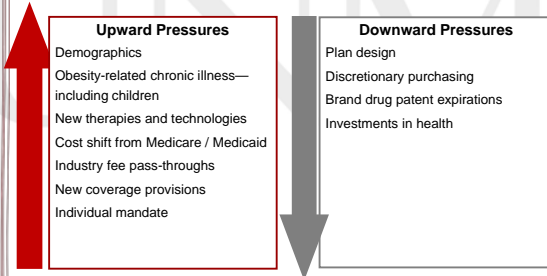 Upward Pressures
Demographics
Obesity-related chronic illness—
including children
New therapies and technologies
Cost shift from Medicare / Medicaid
Industry fee pass-throughs
New coverage provisions
Individual mandate
Downward Pressures
Plan design
Discretionary purchasing
Brand drug patent expirations
Investments in health